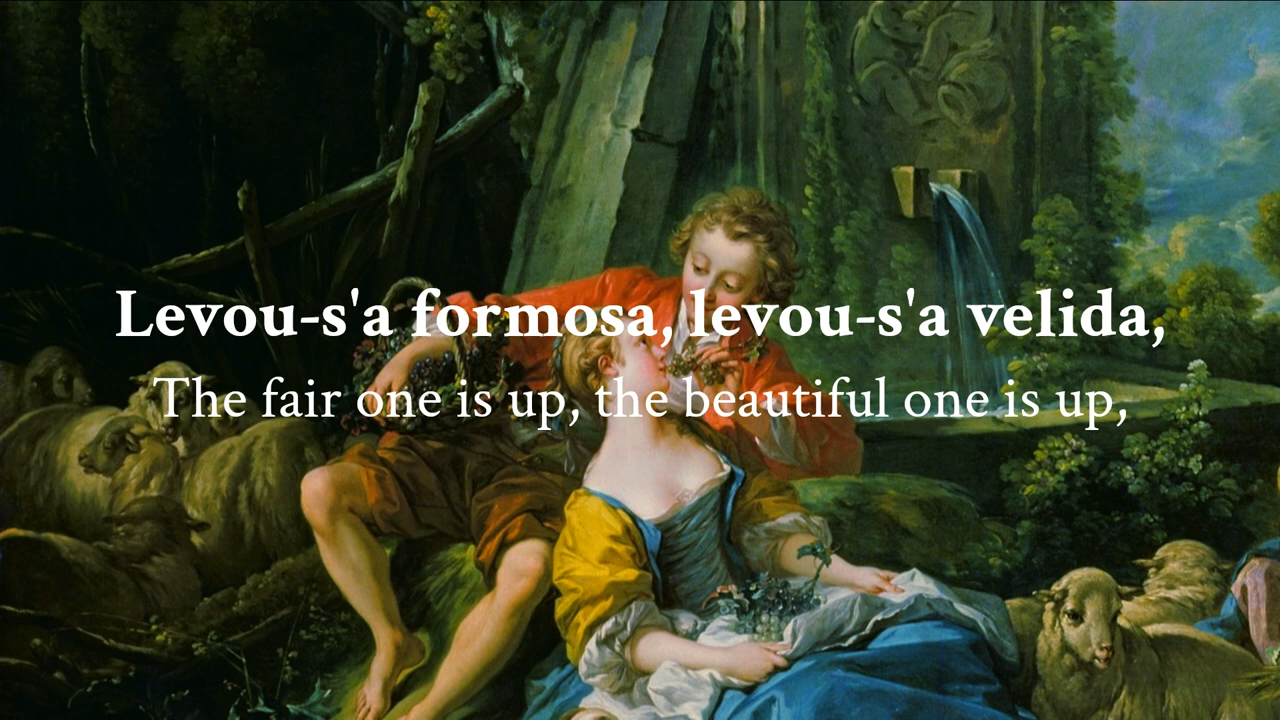 Levou-s'a formosa, levou-s'a velida,
The fair one is up, the beautiful one is up,